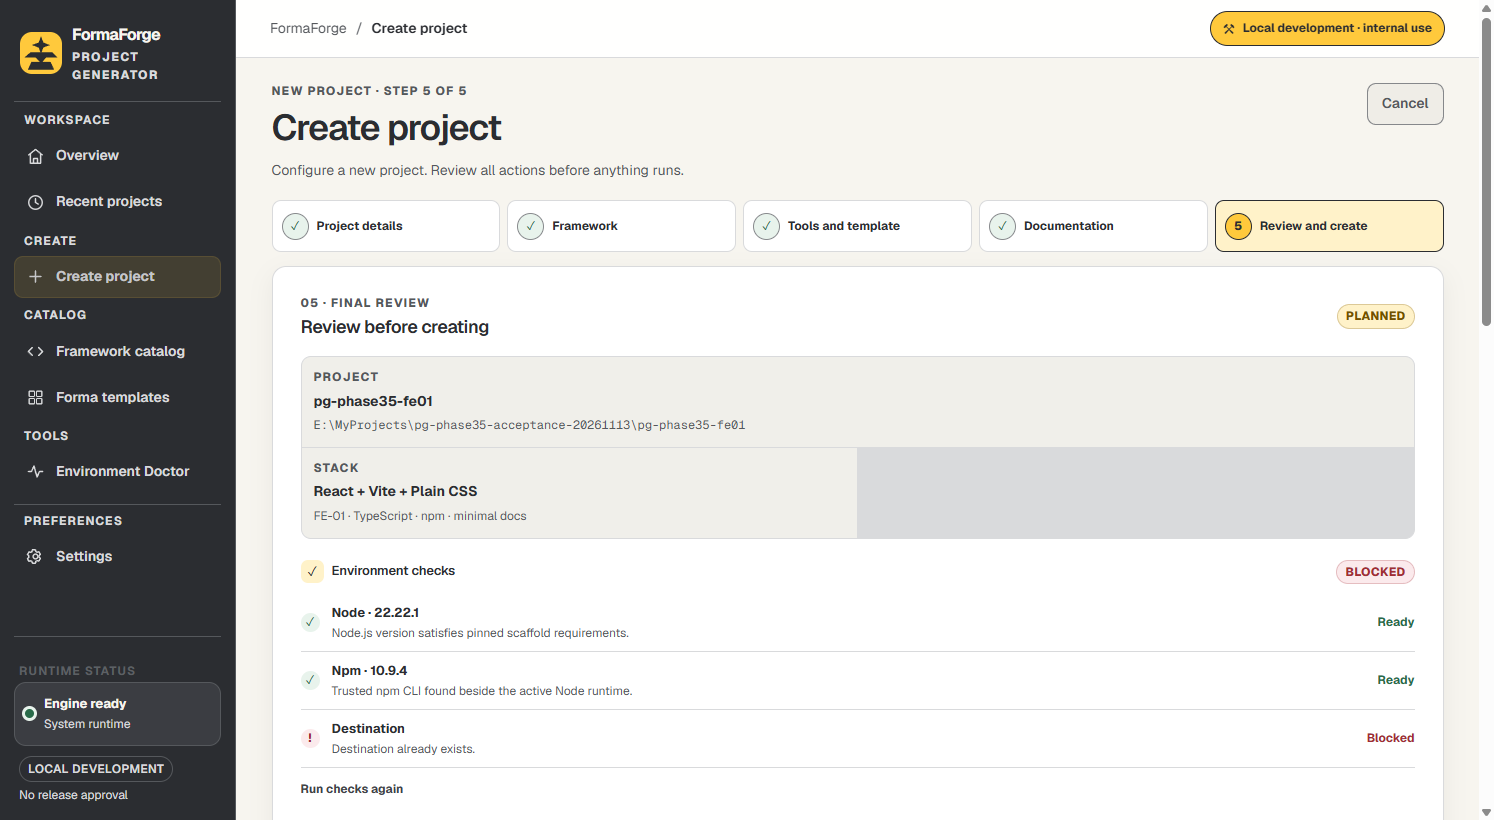 FormaForge
PROJECT
GENERATOR
WORKSPACE
Overview
Recent projects
CREATE
Create project
CATALOG
Framework catalog
Forma templates
TOOLS
Environment Doctor
PREFERENCES
Settings
RUNTIME STATUS
Engine ready
System runtime
LOCAL DEVELOPMENT
No release approval
FormaForge / Create project
Local development · internal use
NEW PROJECT · STEP 5 OF 5
Create project
Configure a new project. Review all actions before anything runs.
Cancel
✓ Project details
✓ Framework
✓ Tools and template
✓ Documentation
5 Review and create
05 · FINAL REVIEW
Review before creating
PLANNED
PROJECT
pg-phase35-fe01
E:\MyProjects\pg-phase35-acceptance-20261113\pg-phase35-fe01
STACK
React + Vite + Plain CSS
FE-01 · TypeScript · npm · minimal docs
✓ Environment checks
BLOCKED
✓ Node · 22.22.1
Node.js version satisfies pinned scaffold requirements.
Ready
✓ Npm · 10.9.4
Trusted npm CLI found beside the active Node runtime.
Ready
! Destination
Destination already exists.
Blocked
Run checks again